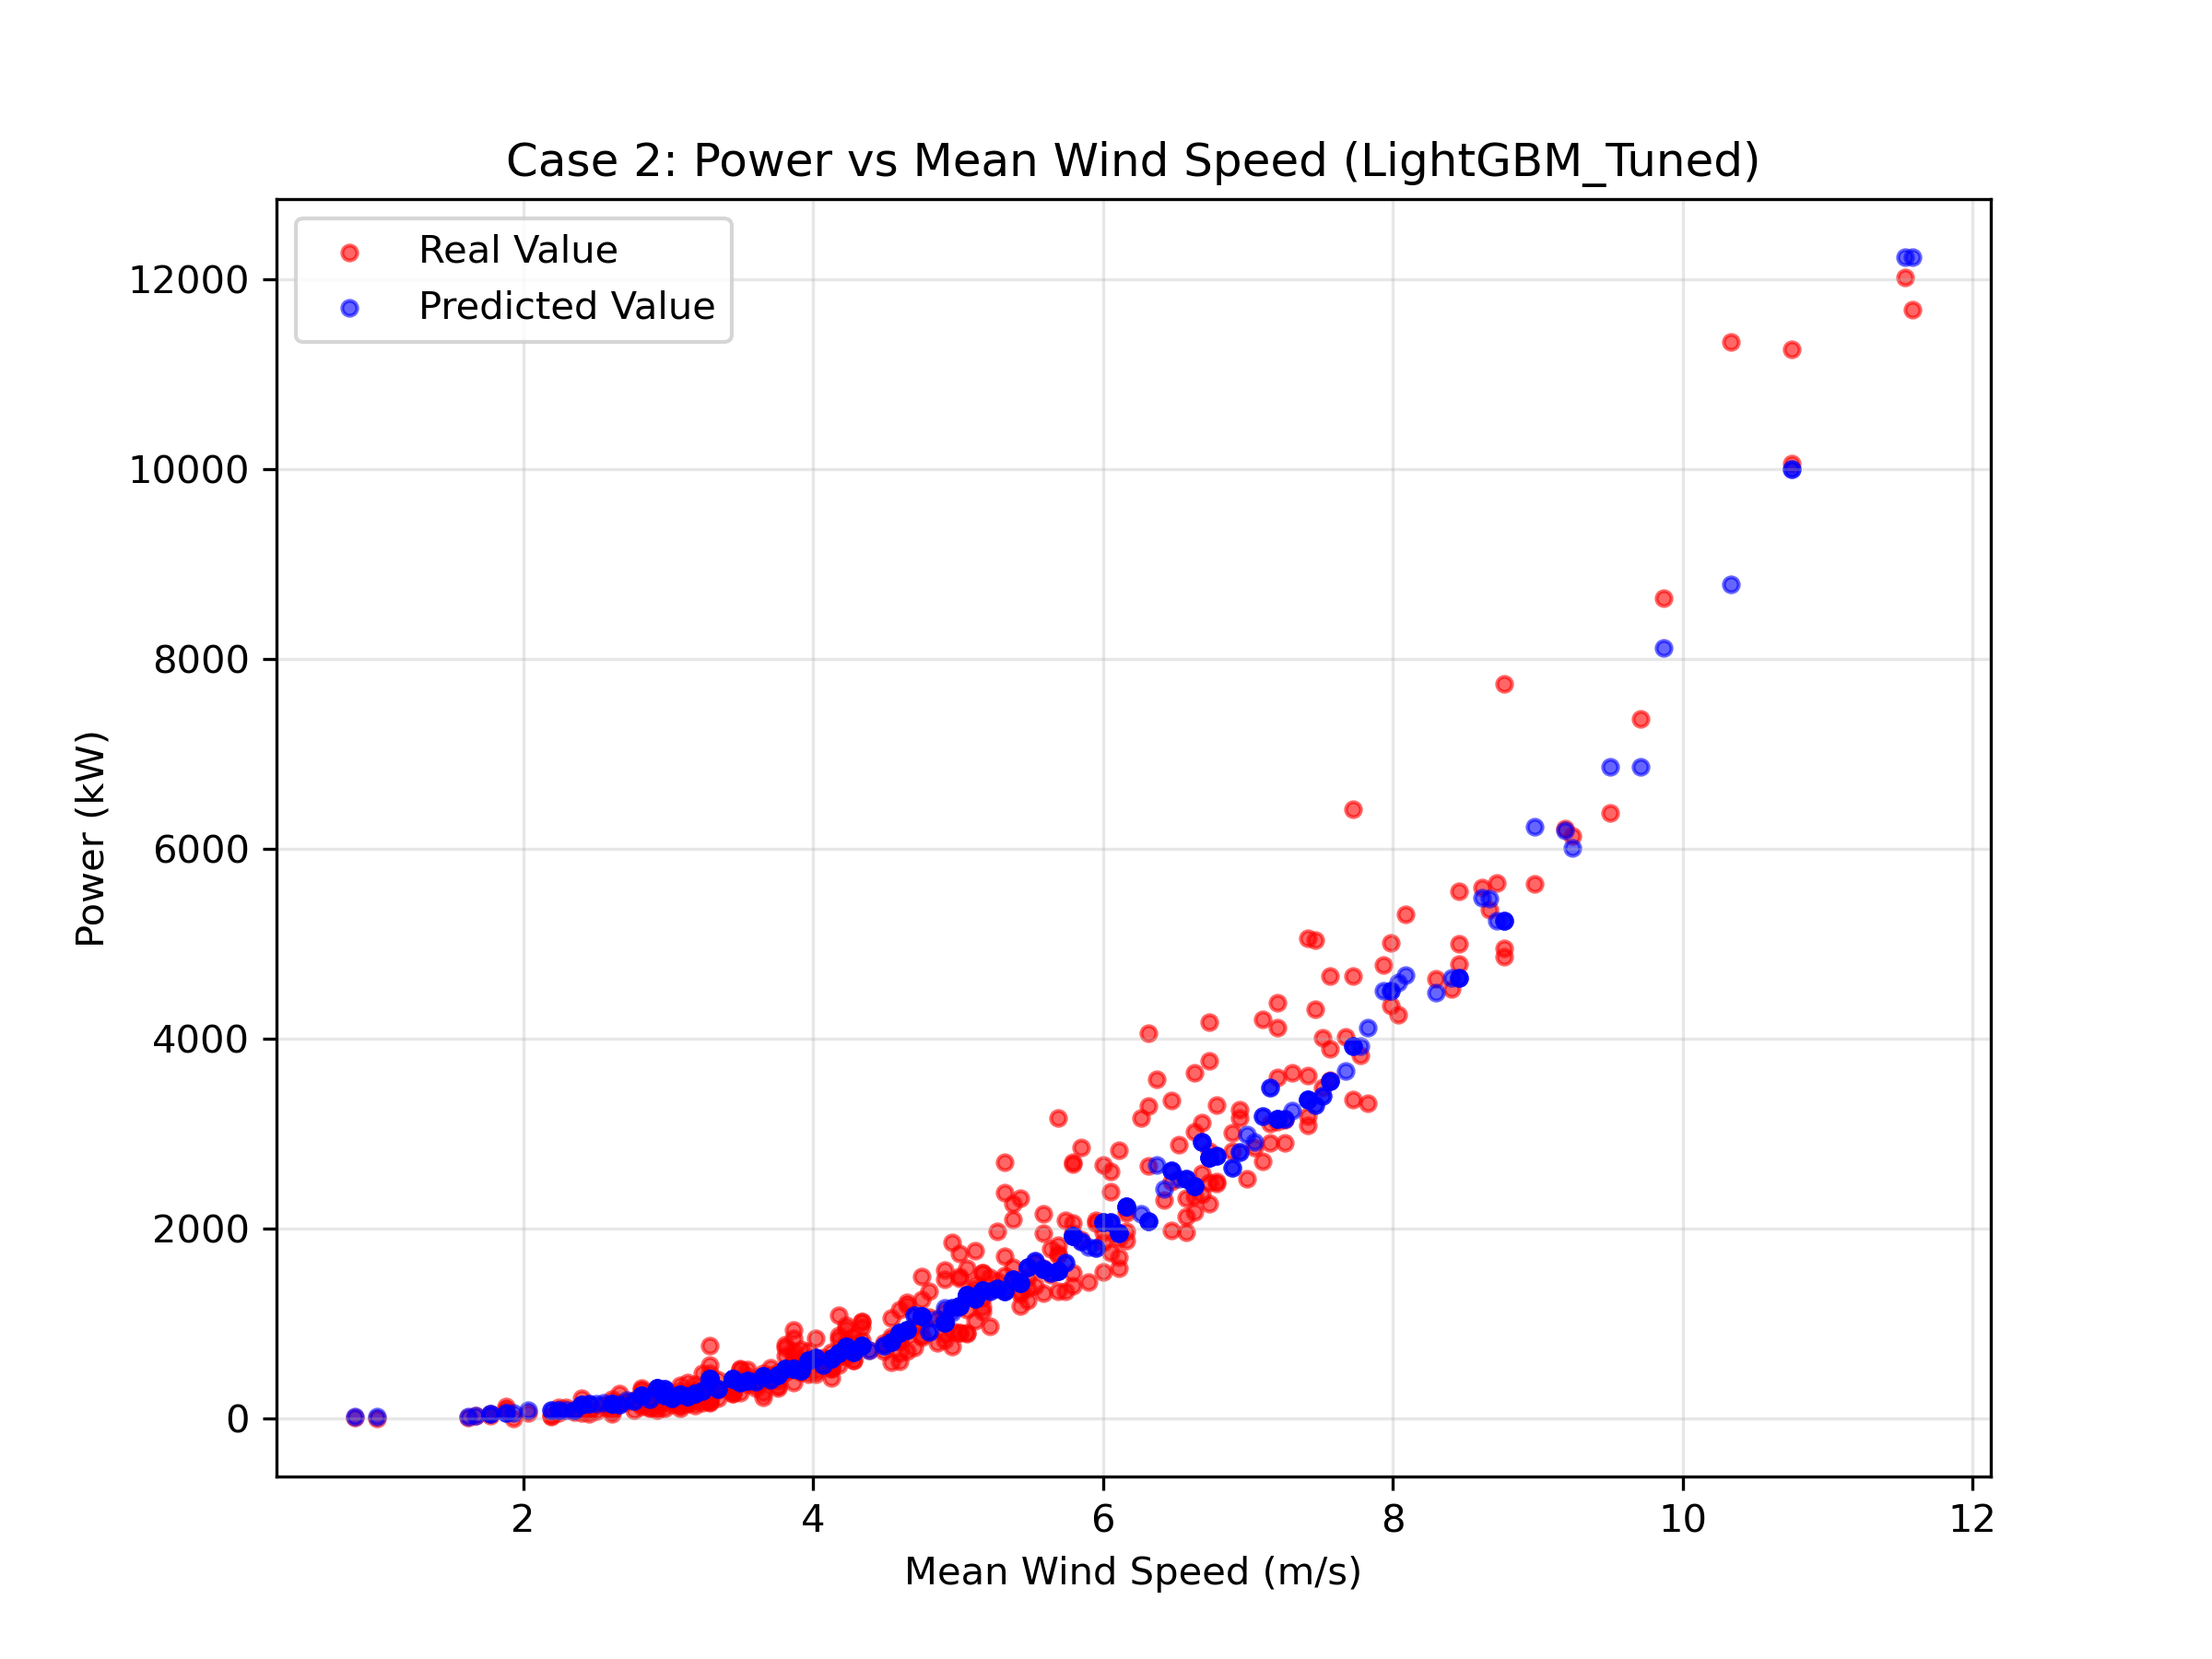 Case 2: Power vs Mean Wind Speed (LightGBM_Tuned)
Real Value
Predicted Value
12000
10000
8000
6000
4000
2000
0
Power (kW)
2 4 6 8 10 12
Mean Wind Speed (m/s)